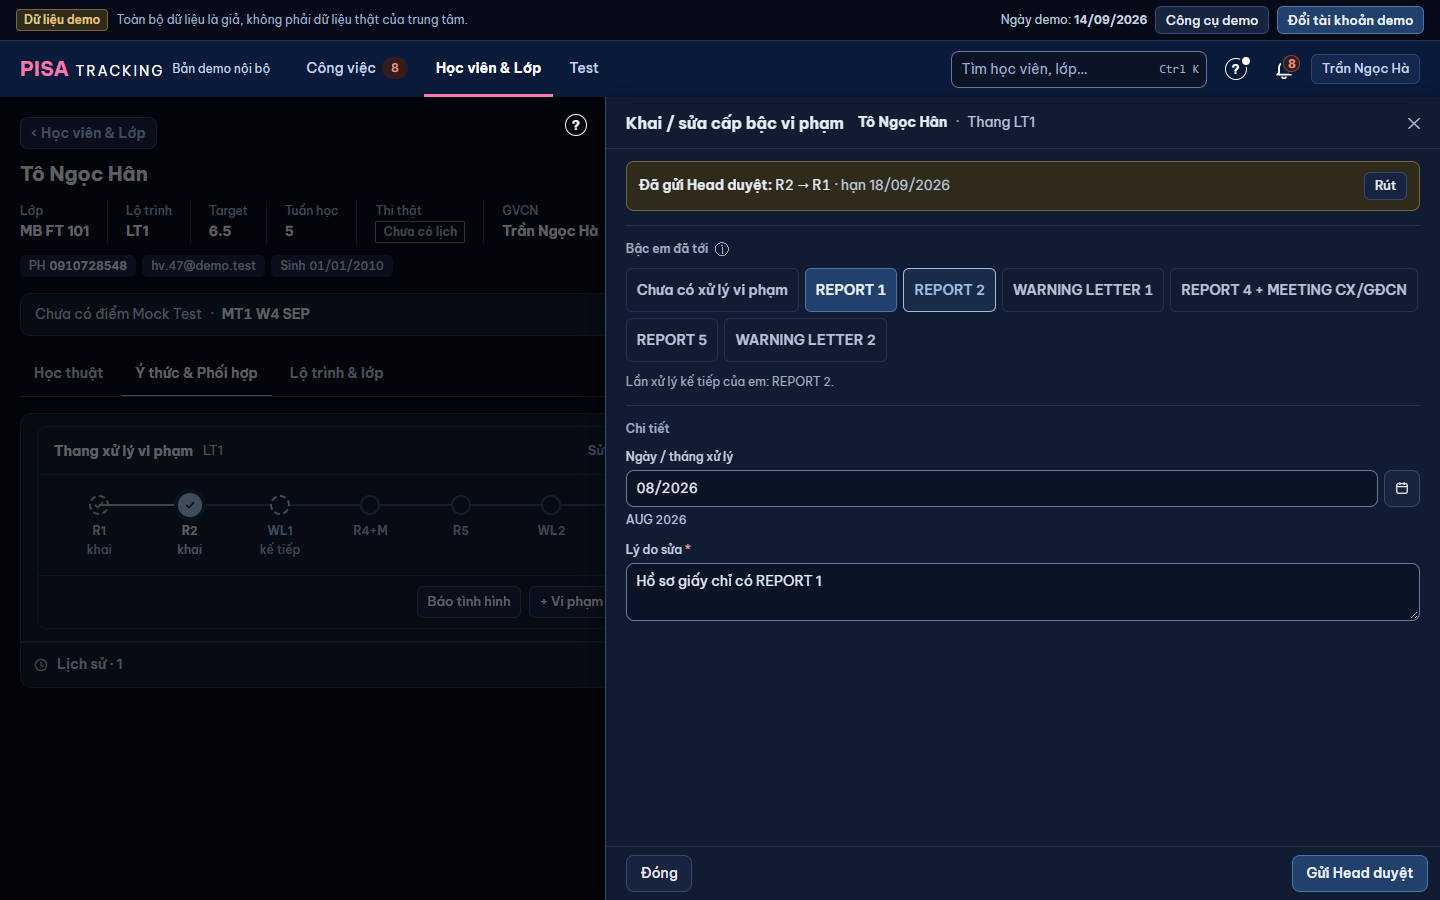 Dữ liệu demo Toàn bộ dữ liệu là giả, không phải dữ liệu thật của trung tâm.
Ngày demo: 14/09/2026 Công cụ demo Đổi tài khoản demo
PISA TRACKING Bản demo nội bộ Công việc 8 Học viên & Lớp Test
Tìm học viên, lớp... Ctrl K ? 8 Trần Ngọc Hà
‹ Học viên & Lớp ?
Tô Ngọc Hân
Lớp Lộ trình Target Tuần học Thi thật GVCN
MB FT 101 LT1 6.5 5 Chưa có lịch Trần Ngọc Hà
PH 0910728548 hv.47@demo.test Sinh 01/01/2010
Chưa có điểm Mock Test · MT1 W4 SEP
Học thuật Ý thức & Phối hợp Lộ trình & lớp
Thang xử lý vi phạm LT1 Sử
R1 R2 WL1 R4+M R5 WL2
khai khai kế tiếp
Báo tình hình + Vi phạm
Lịch sử · 1
Khai / sửa cấp bậc vi phạm Tô Ngọc Hân · Thang LT1
Đã gửi Head duyệt: R2 → R1 · hạn 18/09/2026 Rút
Bậc em đã tới
Chưa có xử lý vi phạm REPORT 1 REPORT 2 WARNING LETTER 1 REPORT 4 + MEETING CX/GĐCN
REPORT 5 WARNING LETTER 2
Lần xử lý kế tiếp của em: REPORT 2.
Chi tiết
Ngày / tháng xử lý
08/2026
AUG 2026
Lý do sửa *
Hồ sơ giấy chỉ có REPORT 1
Đóng Gửi Head duyệt